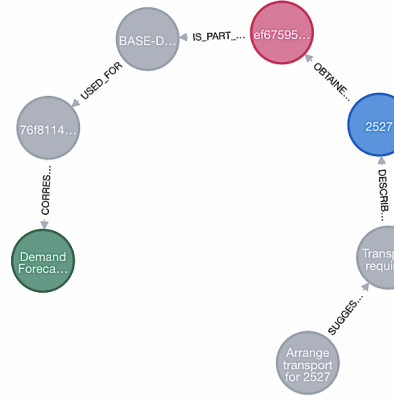 BASE-D...
IS_PART_...
ef67595...
USED_FOR
OBTAINE...
76f8114...
2527
CORRES...
DESCRIB...
Demand
Foreca...
Transp
requi
SUGGES...
Arrange
transport
for 2527